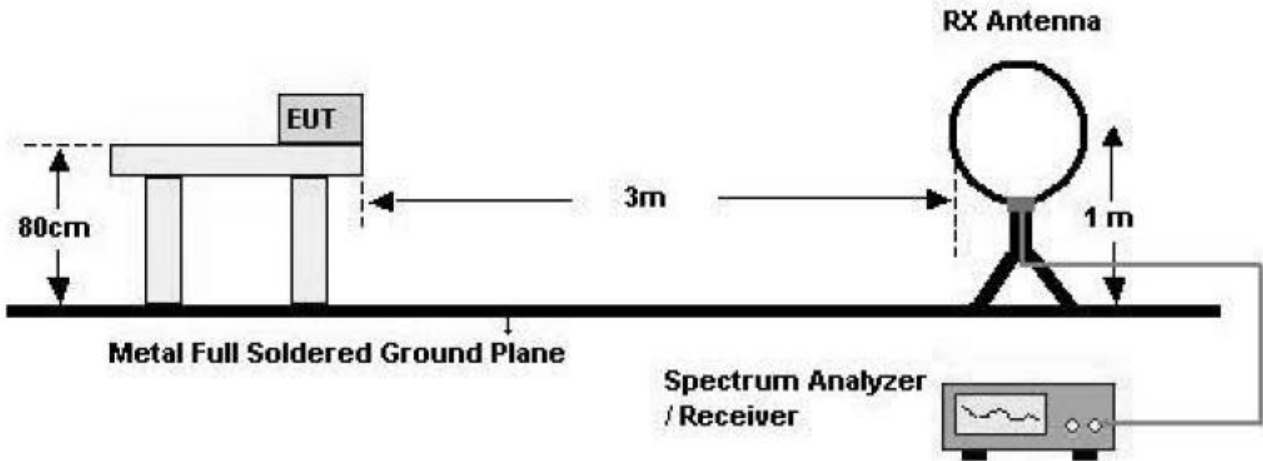 RX Antenna
EUT
80cm
3m
1 m
Metal Full Soldered Ground Plane
Spectrum Analyzer
/ Receiver